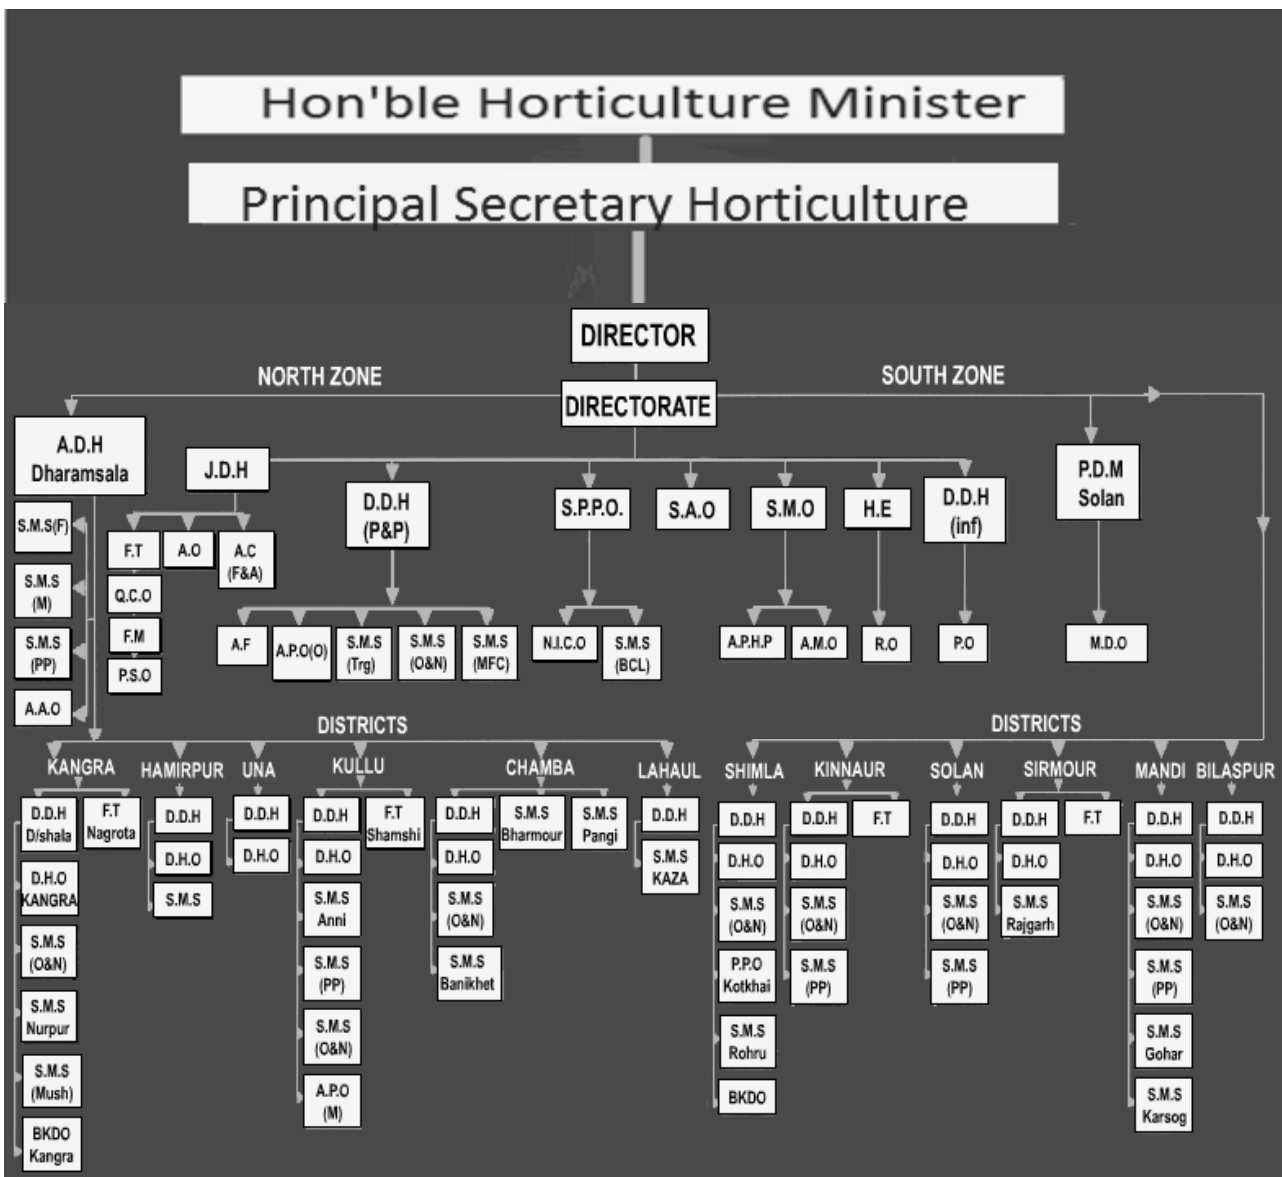 Hon'ble Horticulture Minister
Principal Secretary Horticulture
DIRECTOR
NORTH ZONE
SOUTH ZONE
DIRECTORATE
A.D.H
Dharamsala
J.D.H
D.D.H
(P&P)
S.P.P.O.
S.A.O
S.M.O
H.E
D.D.H
(inf)
P.D.M
Solan
S.M.S(F)
S.M.S
(M)
S.M.S
(PP)
A.A.O
F.T
A.O
A.C
(F&A)
Q.C.O
F.M
P.S.O
A.F
A.P.O(O)
S.M.S
(Trg)
S.M.S
(O&N)
S.M.S
(MFC)
N.I.C.O
S.M.S
(BCL)
A.P.H.P
A.M.O
R.O
P.O
M.D.O
DISTRICTS
DISTRICTS
KANGRA
HAMIRPUR
UNA
KULLU
CHAMBA
LAHAUL
SHIMLA
KINNAUR
SOLAN
SIRMOUR
MANDI
BILASPUR
D.D.H
D/shala
F.T
Nagrota
D.H.O
KANGRA
S.M.S
(O&N)
S.M.S
Nurpur
S.M.S
(Mush)
BKDO
Kangra
D.D.H
D.H.O
S.M.S
D.D.H
D.H.O
D.D.H
F.T
Shamshi
D.H.O
S.M.S
Anni
S.M.S
(PP)
S.M.S
(O&N)
A.P.O
(M)
D.D.H
S.M.S
Bharmour
S.M.S
Pangi
D.H.O
S.M.S
(O&N)
S.M.S
Banikhet
D.D.H
S.M.S
KAZA
D.D.H
D.H.O
S.M.S
(O&N)
P.P.O
Kotkhai
S.M.S
Rohru
BKDO
D.D.H
F.T
D.H.O
S.M.S
(O&N)
S.M.S
(PP)
D.D.H
D.H.O
S.M.S
(O&N)
S.M.S
(PP)
D.D.H
F.T
D.H.O
S.M.S
Rajgarh
D.D.H
D.H.O
S.M.S
(O&N)
S.M.S
(PP)
S.M.S
Gohar
S.M.S
Karsog
D.D.H
D.H.O
S.M.S
(O&N)